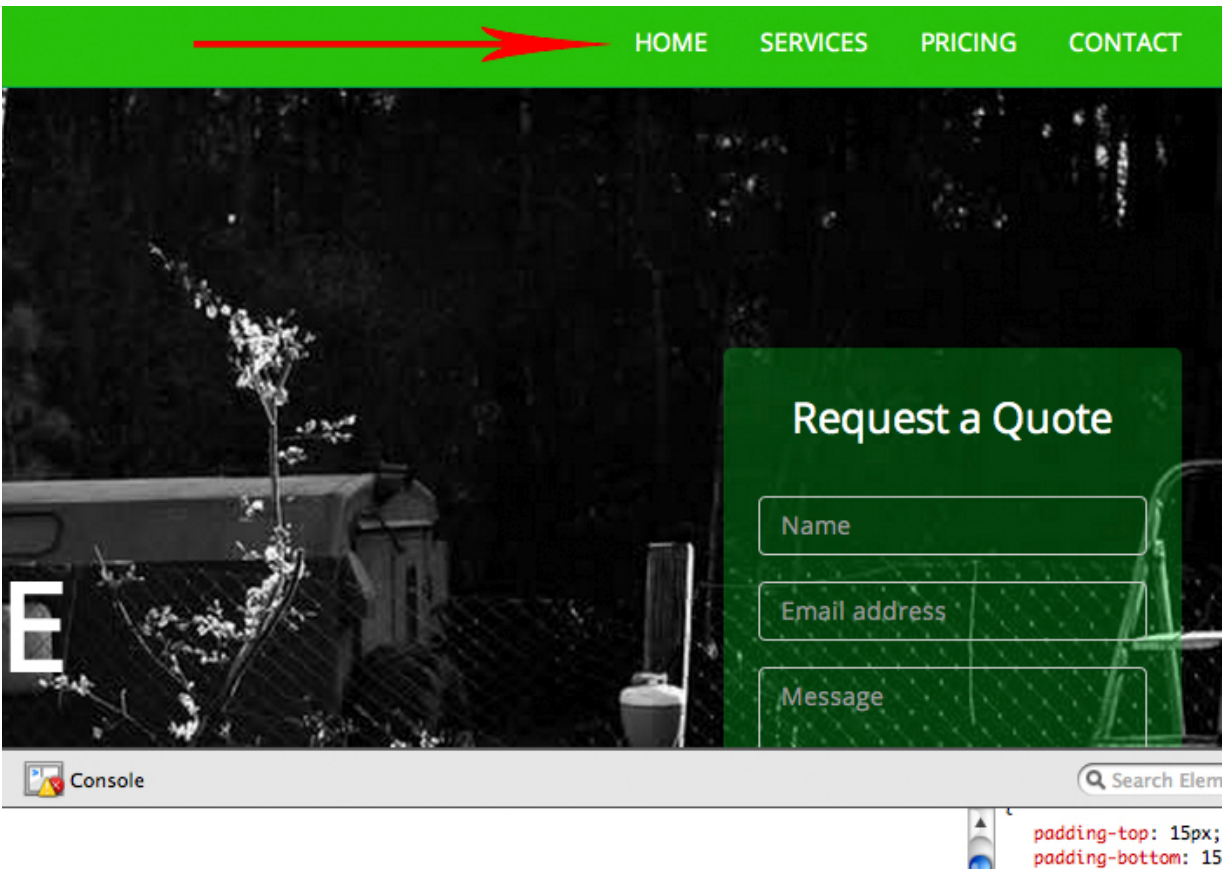 HOME SERVICES PRICING CONTACT
Request a Quote
Name
Email address
E
Message
Console
Search Elem
padding-top: 15px;
padding-bottom: 15